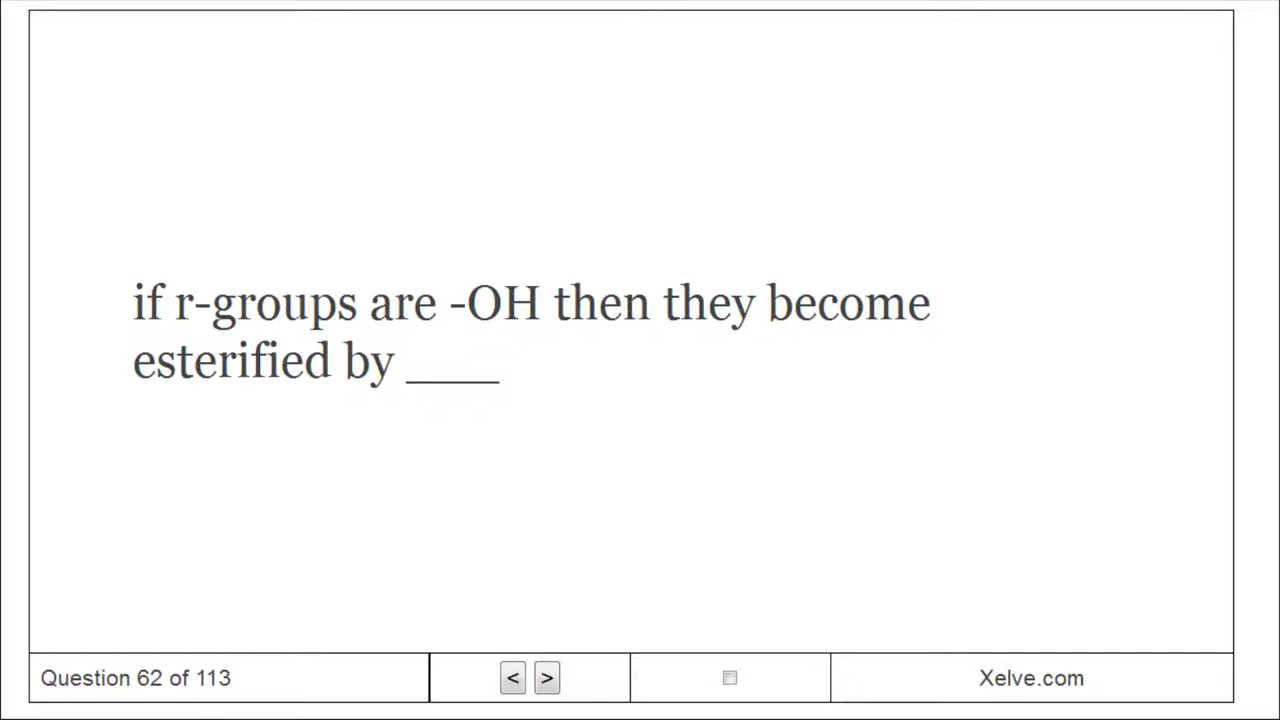 if r-groups are -OH then they become
esterified by ____
Question 62 of 113
<
>
Xelve.com